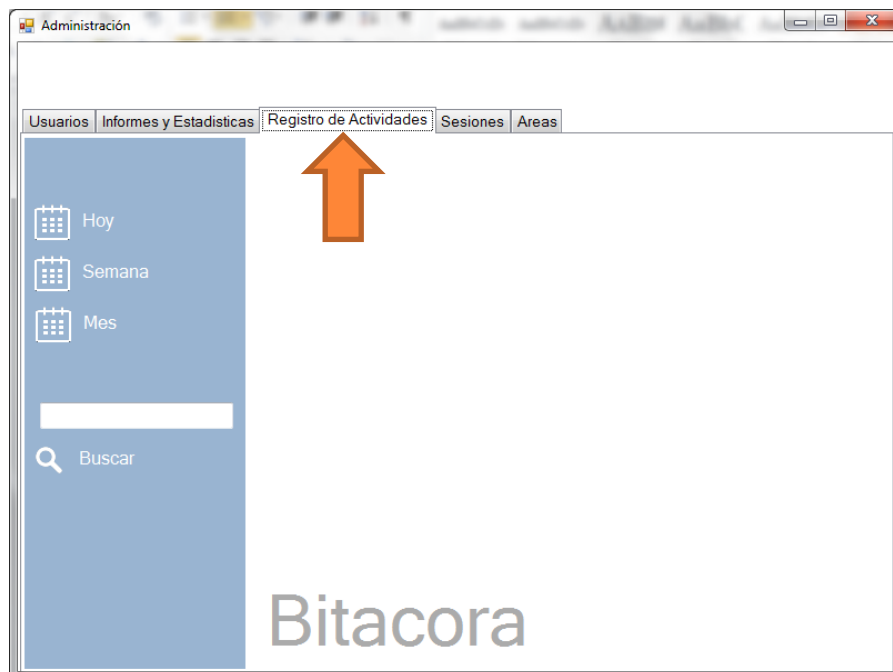 Administración
Usuarios Informes y Estadisticas Registro de Actividades Sesiones Areas
Hoy
Semana
Mes
Buscar
Bitacora